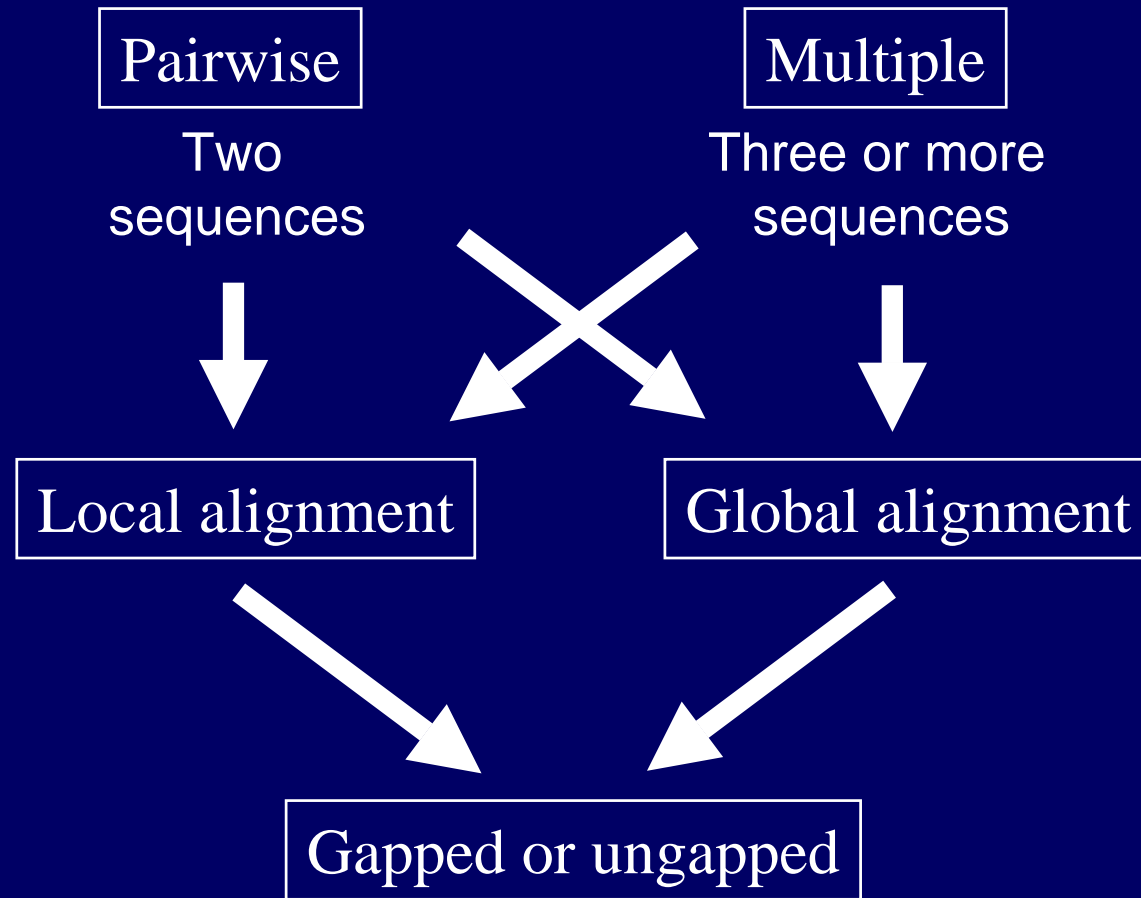 Pairwise
Two
sequences
Multiple
Three or more
sequences
Local alignment
Global alignment
Gapped or ungapped